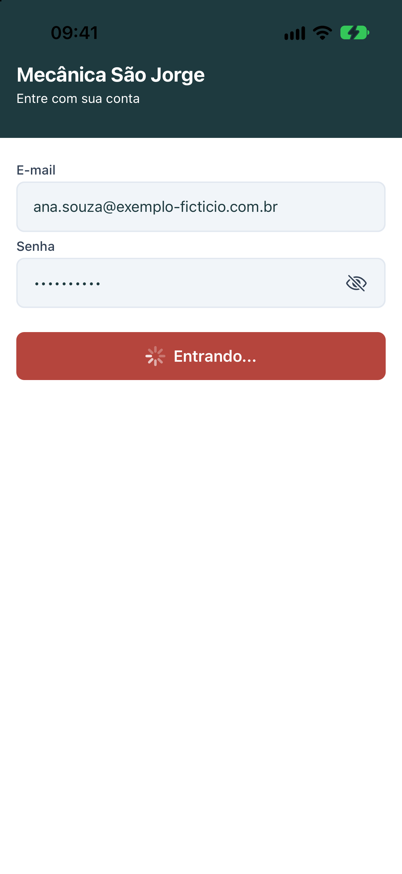 09:41
Mecânica São Jorge
Entre com sua conta
E-mail
ana.souza@exemplo-ficticio.com.br
Senha
••••••••••
Entrando...